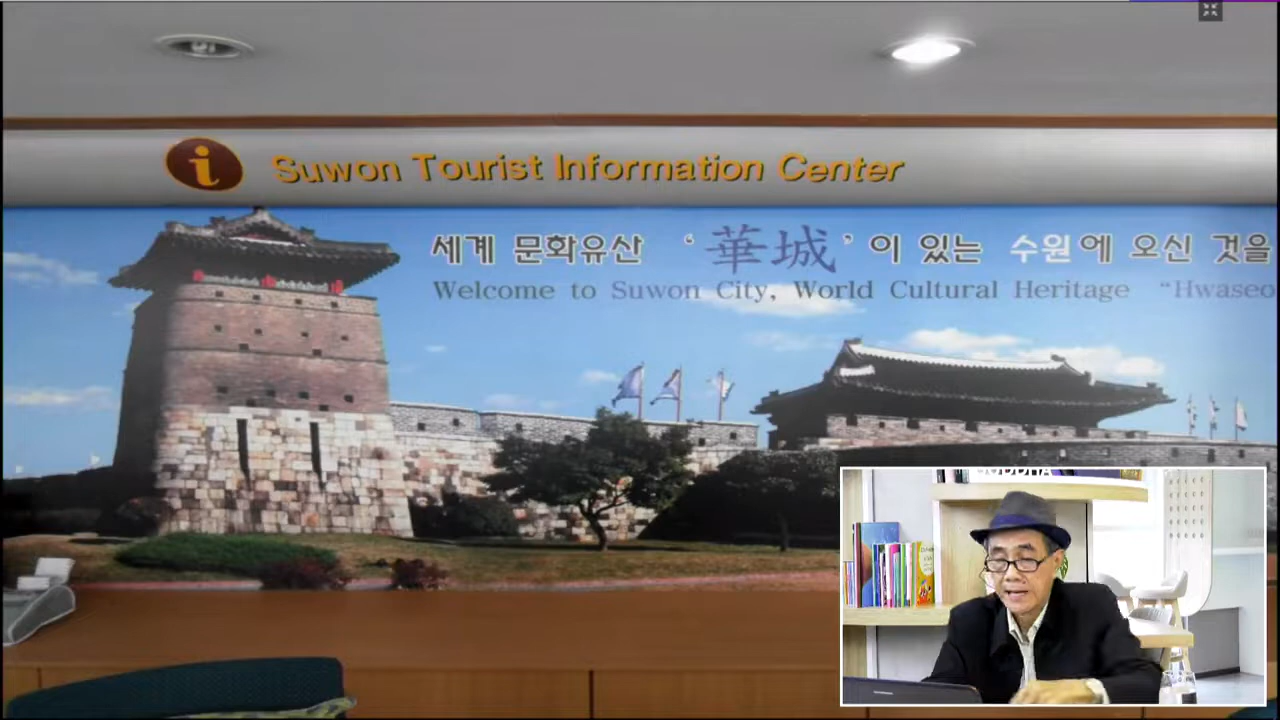 i Suwon Tourist Information Center
세계 문화유산 ‘華城’이 있는 수원에 오신 것을
Welcome to Suwon City, World Cultural Heritage “Hwaseo
BUDDHA